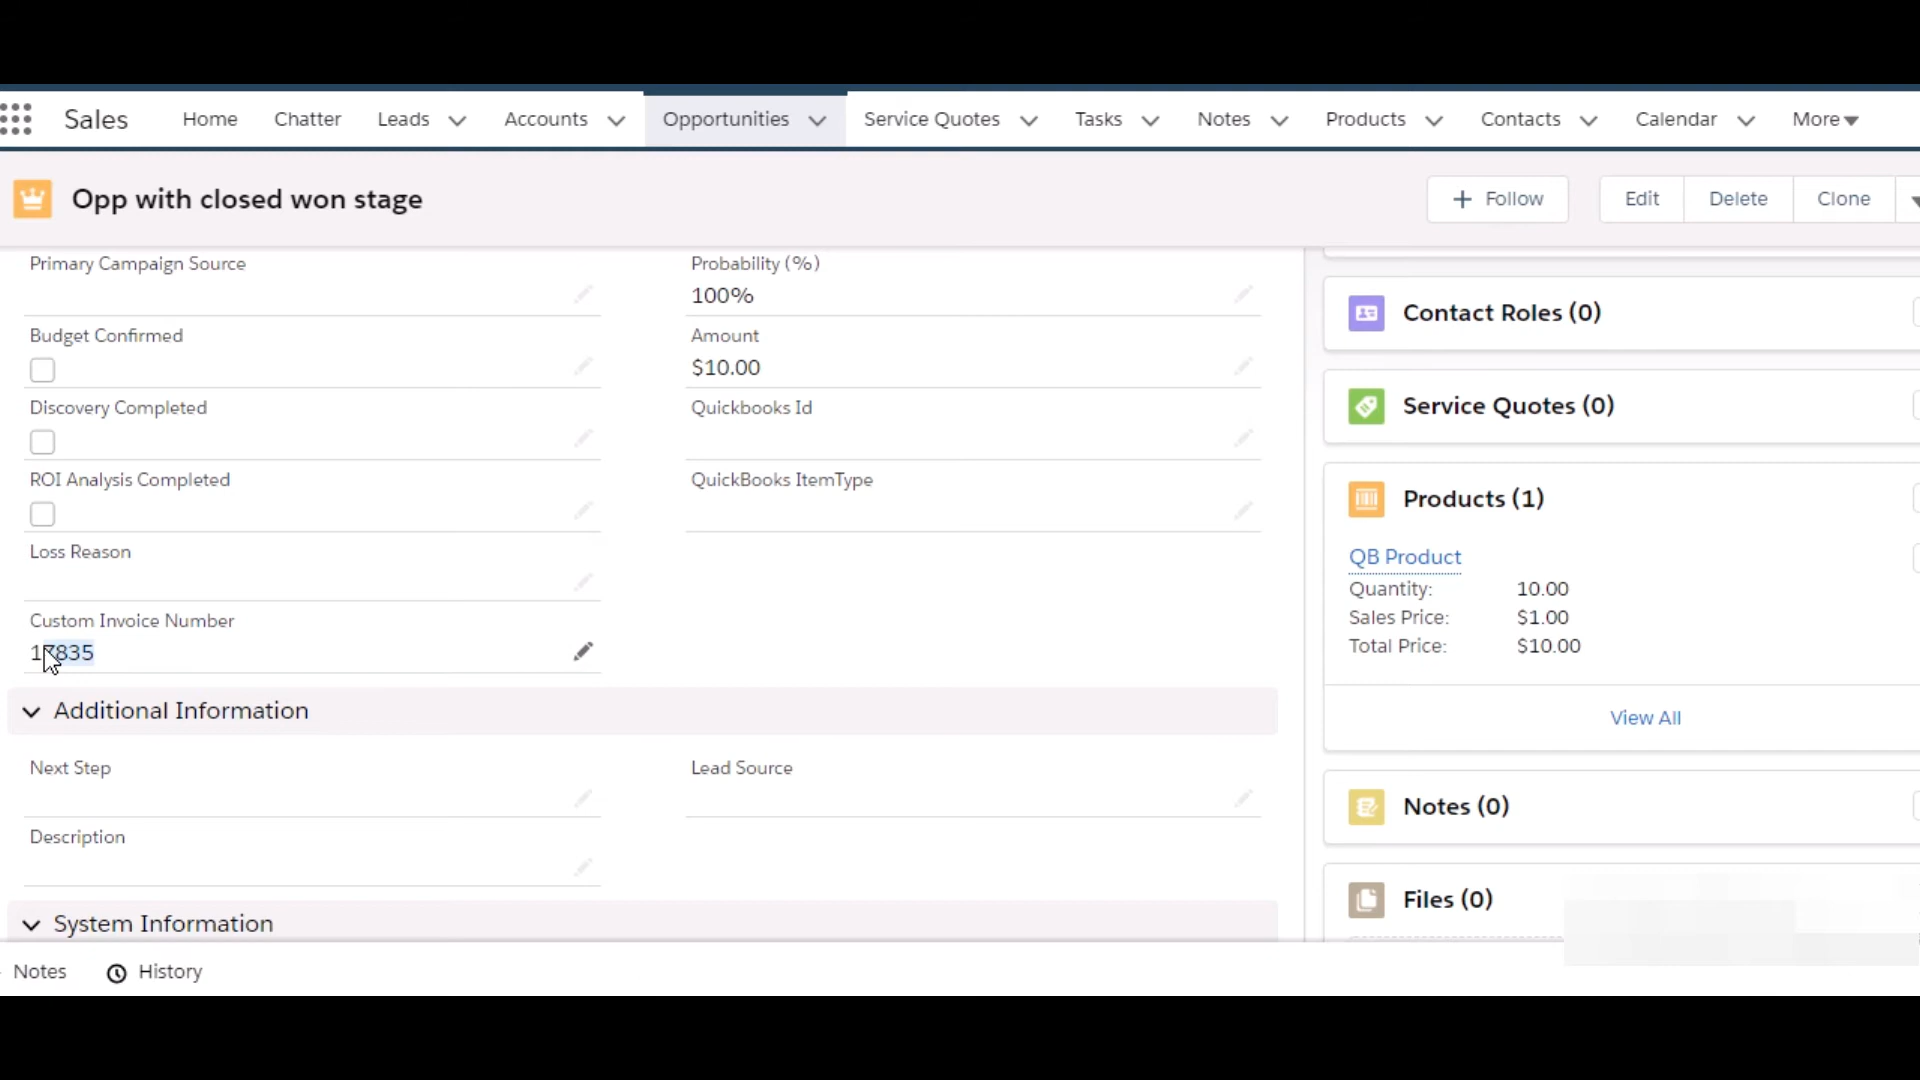 Sales Home Chatter Leads Accounts Opportunities Service Quotes Tasks Notes Products Contacts Calendar More
Opp with closed won stage
Follow Edit Delete Clone
Primary Campaign Source
Probability (%)
100%
Budget Confirmed
Amount
$10.00
Discovery Completed
Quickbooks Id
ROI Analysis Completed
QuickBooks ItemType
Loss Reason
Custom Invoice Number
17835
Additional Information
Next Step
Lead Source
Description
System Information
Contact Roles (0)
Service Quotes (0)
Products (1)
QB Product
Quantity: 10.00
Sales Price: $1.00
Total Price: $10.00
View All
Notes (0)
Files (0)
Notes History